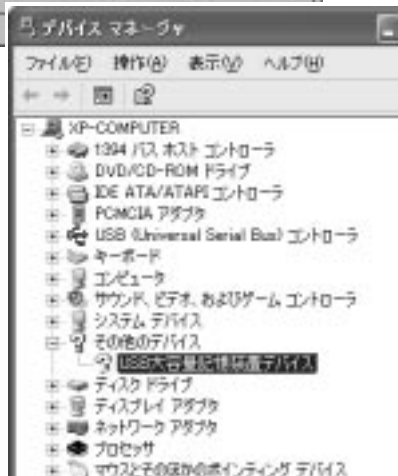 デバイス マネージャ
ファイル(F) 操作(A) 表示(V) ヘルプ(H)
XP-COMPUTER
1394 バス ホスト コントローラ
DVD/CD-ROM ドライブ
IDE ATA/ATAPI コントローラ
PCMCIA アダプタ
USB (Universal Serial Bus) コントローラ
キーボード
コンピュータ
サウンド、ビデオ、およびゲーム コントローラ
システム デバイス
その他のデバイス
USB大容量記憶装置デバイス
ディスク ドライブ
ディスプレイ アダプタ
ネットワーク アダプタ
プロセッサ
マウスとそのほかのポインティング デバイス